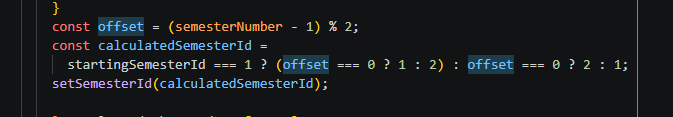 }
const offset = (semesterNumber - 1) % 2;
const calculatedSemesterId =
startingSemesterId === 1 ? (offset === 0 ? 1 : 2) : offset === 0 ? 2 : 1;
setSemesterId(calculatedSemesterId);